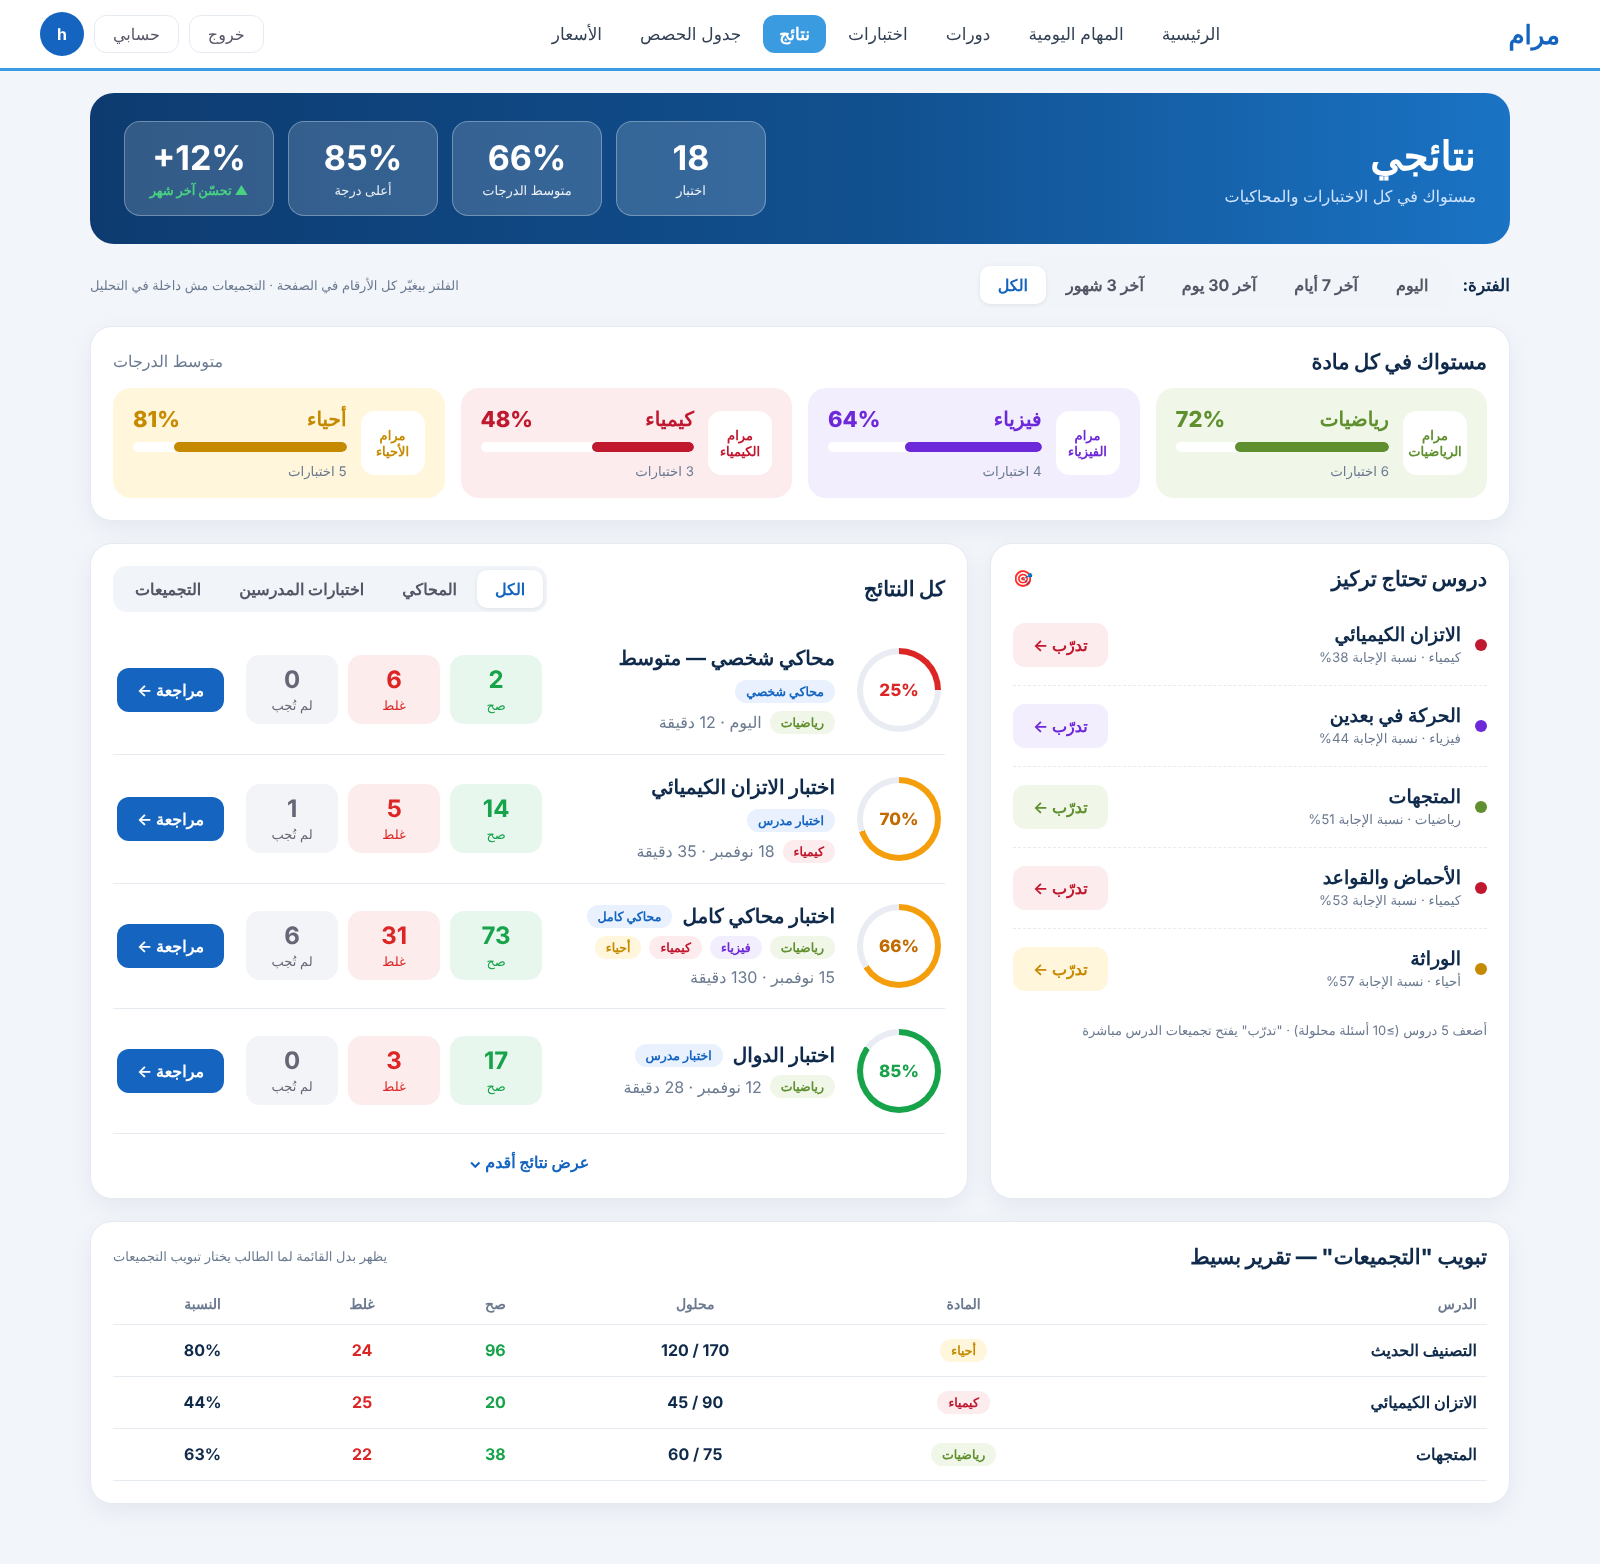 مرام
الرئيسية المهام اليومية دورات اختبارات نتائج جدول الحصص الأسعار
خروج حسابي h
نتائجي
مستواك في كل الاختبارات والمحاكيات
18
اختبار
66%
متوسط الدرجات
85%
أعلى درجة
+12%
▲ تحسّن آخر شهر
الفترة: اليوم آخر 7 أيام آخر 30 يوم آخر 3 شهور الكل
الفلتر بيغيّر كل الأرقام في الصفحة · التجميعات مش داخلة في التحليل
مستواك في كل مادة
متوسط الدرجات
مرام
الرياضيات
رياضيات 72%
6 اختبارات
مرام
الفيزياء
فيزياء 64%
4 اختبارات
مرام
الكيمياء
كيمياء 48%
3 اختبارات
مرام
الأحياء
أحياء 81%
5 اختبارات
دروس تحتاج تركيز
الاتزان الكيميائي
كيمياء · نسبة الإجابة 38%
تدرّب ←
الحركة في بعدين
فيزياء · نسبة الإجابة 44%
تدرّب ←
المتجهات
رياضيات · نسبة الإجابة 51%
تدرّب ←
الأحماض والقواعد
كيمياء · نسبة الإجابة 53%
تدرّب ←
الوراثة
أحياء · نسبة الإجابة 57%
تدرّب ←
أضعف 5 دروس (≥10 أسئلة محلولة) · "تدرّب" يفتح تجميعات الدرس مباشرة
كل النتائج
الكل المحاكي اختبارات المدرسين التجميعات
25%
محاكي شخصي — متوسط
محاكي شخصي
رياضيات اليوم · 12 دقيقة
2
صح
6
غلط
0
لم تُجب
مراجعة ←
70%
اختبار الاتزان الكيميائي
اختبار مدرس
كيمياء 18 نوفمبر · 35 دقيقة
14
صح
5
غلط
1
لم تُجب
مراجعة ←
66%
اختبار محاكي كامل محاكي كامل
رياضيات فيزياء كيمياء أحياء
15 نوفمبر · 130 دقيقة
73
صح
31
غلط
6
لم تُجب
مراجعة ←
85%
اختبار الدوال اختبار مدرس
رياضيات 12 نوفمبر · 28 دقيقة
17
صح
3
غلط
0
لم تُجب
مراجعة ←
عرض نتائج أقدم
تبويب "التجميعات" — تقرير بسيط
يظهر بدل القائمة لما الطالب يختار تبويب التجميعات
الدرس المادة محلول صح غلط النسبة
التصنيف الحديث أحياء 120 / 170 96 24 80%
الاتزان الكيميائي كيمياء 45 / 90 20 25 44%
المتجهات رياضيات 60 / 75 38 22 63%